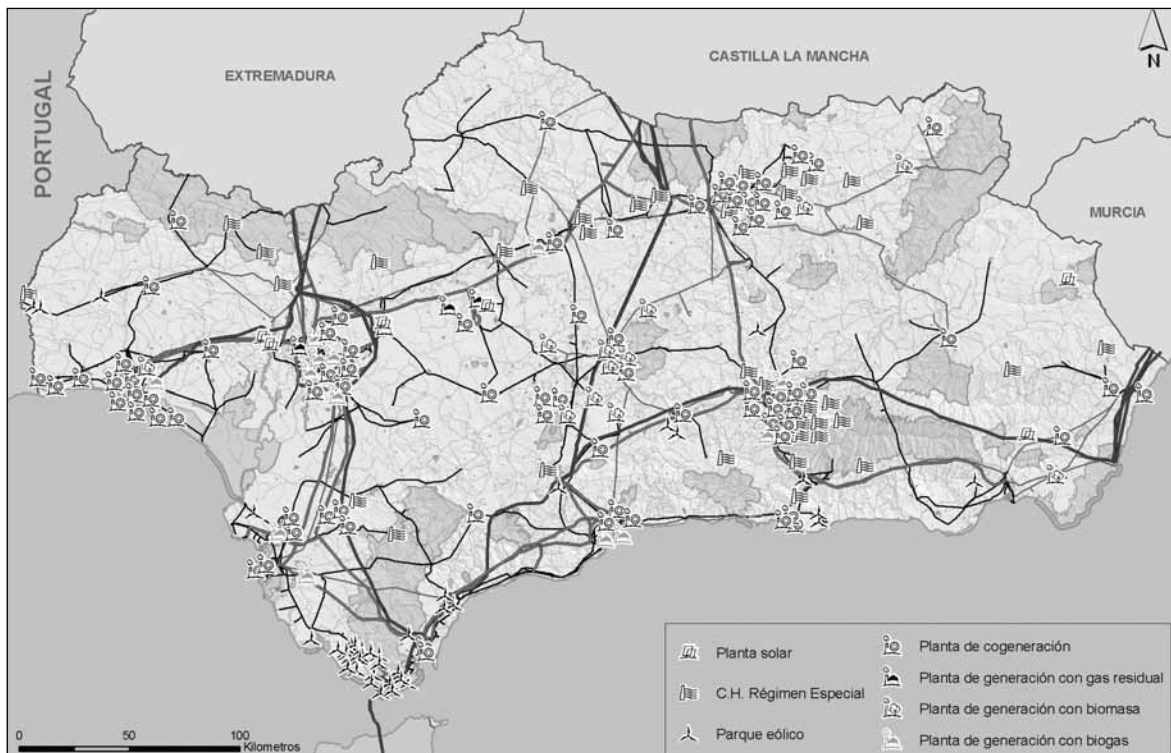 PORTUGAL
EXTREMADURA
CASTILLA LA MANCHA
N
MURCIA
Planta solar
C.H. Régimen Especial
Parque eólico
Planta de cogeneración
Planta de generación con gas residual
Planta de generación con biomasa
Planta de generación con biogas
0 50 100
Kilometros